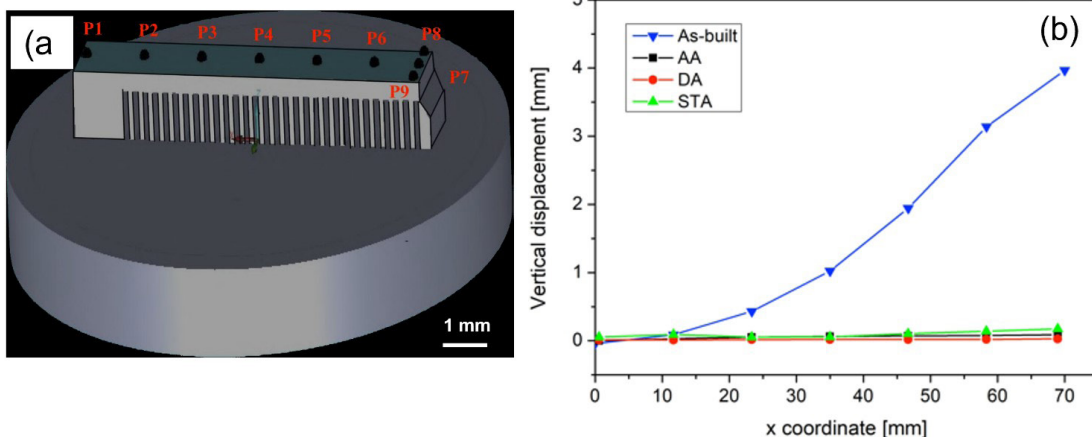 (a
P1
P2
P3
P4
P5
P6
P8
P7
P9
1 mm
(b)
As-built
AA
DA
STA
Vertical displacement [mm]
5
4
3
2
1
0
0 10 20 30 40 50 60 70
x coordinate [mm]